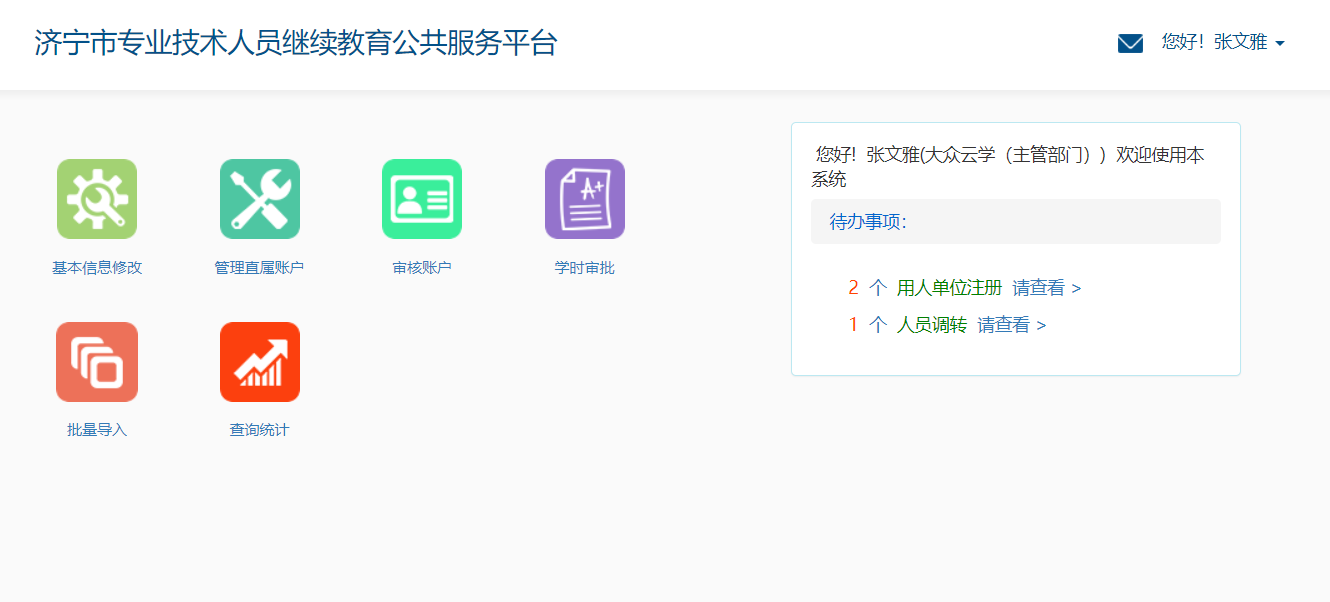 济宁市专业技术人员继续教育公共服务平台
您好！张文雅
基本信息修改
管理直属账户
审核账户
学时审批
批量导入
查询统计
您好！张文雅(大众云学（主管部门））欢迎使用本
系统
待办事项：
2 个 用人单位注册 请查看 >
1 个 人员调转 请查看 >
A+